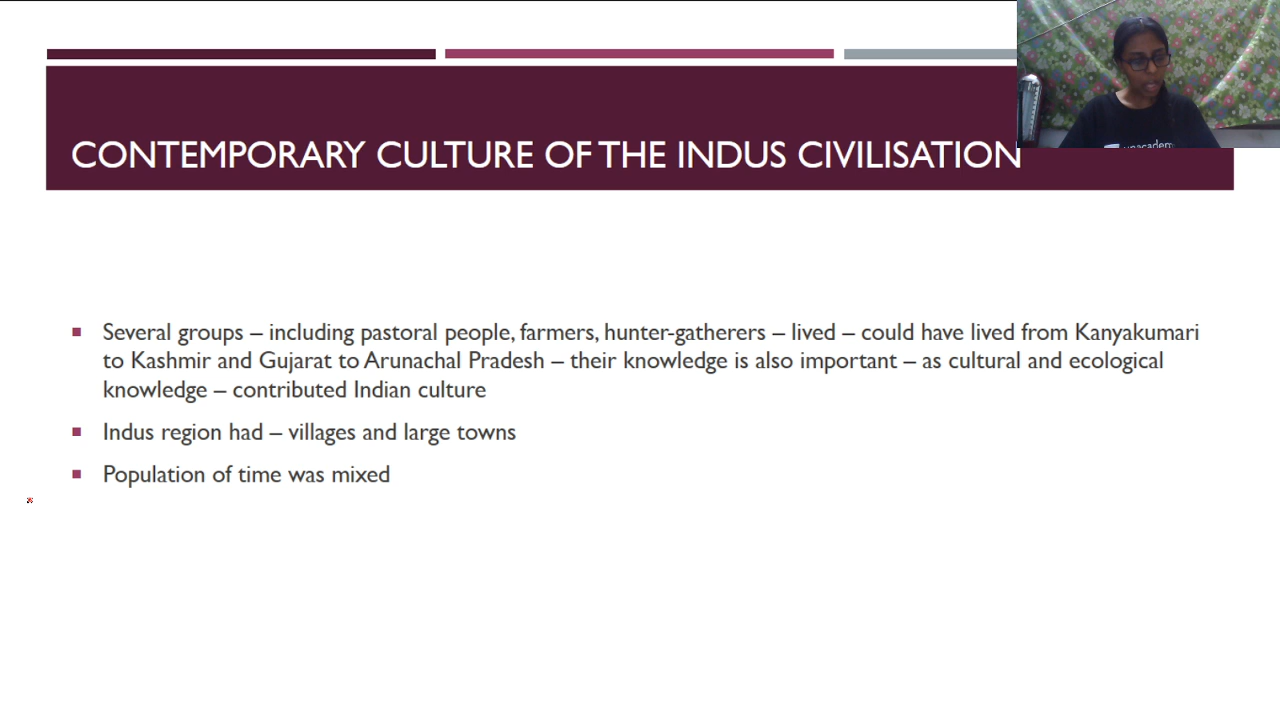 CONTEMPORARY CULTURE OF THE INDUS CIVILISATION
Several groups – including pastoral people, farmers, hunter-gatherers – lived – could have lived from Kanyakumari
to Kashmir and Gujarat to Arunachal Pradesh – their knowledge is also important – as cultural and ecological
knowledge – contributed Indian culture
Indus region had – villages and large towns
Population of time was mixed